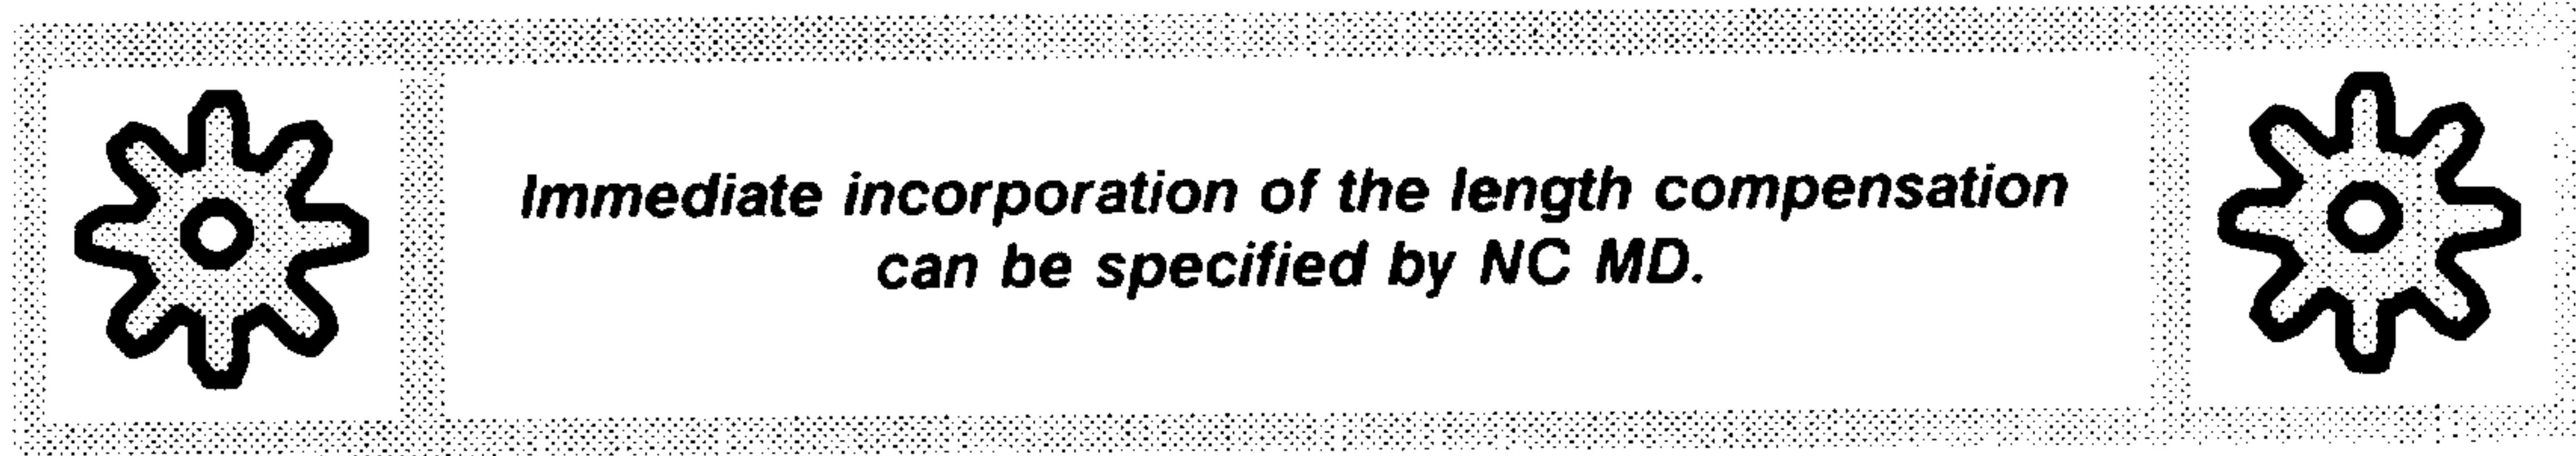 Immediate incorporation of the length compensation
can be specified by NC MD.